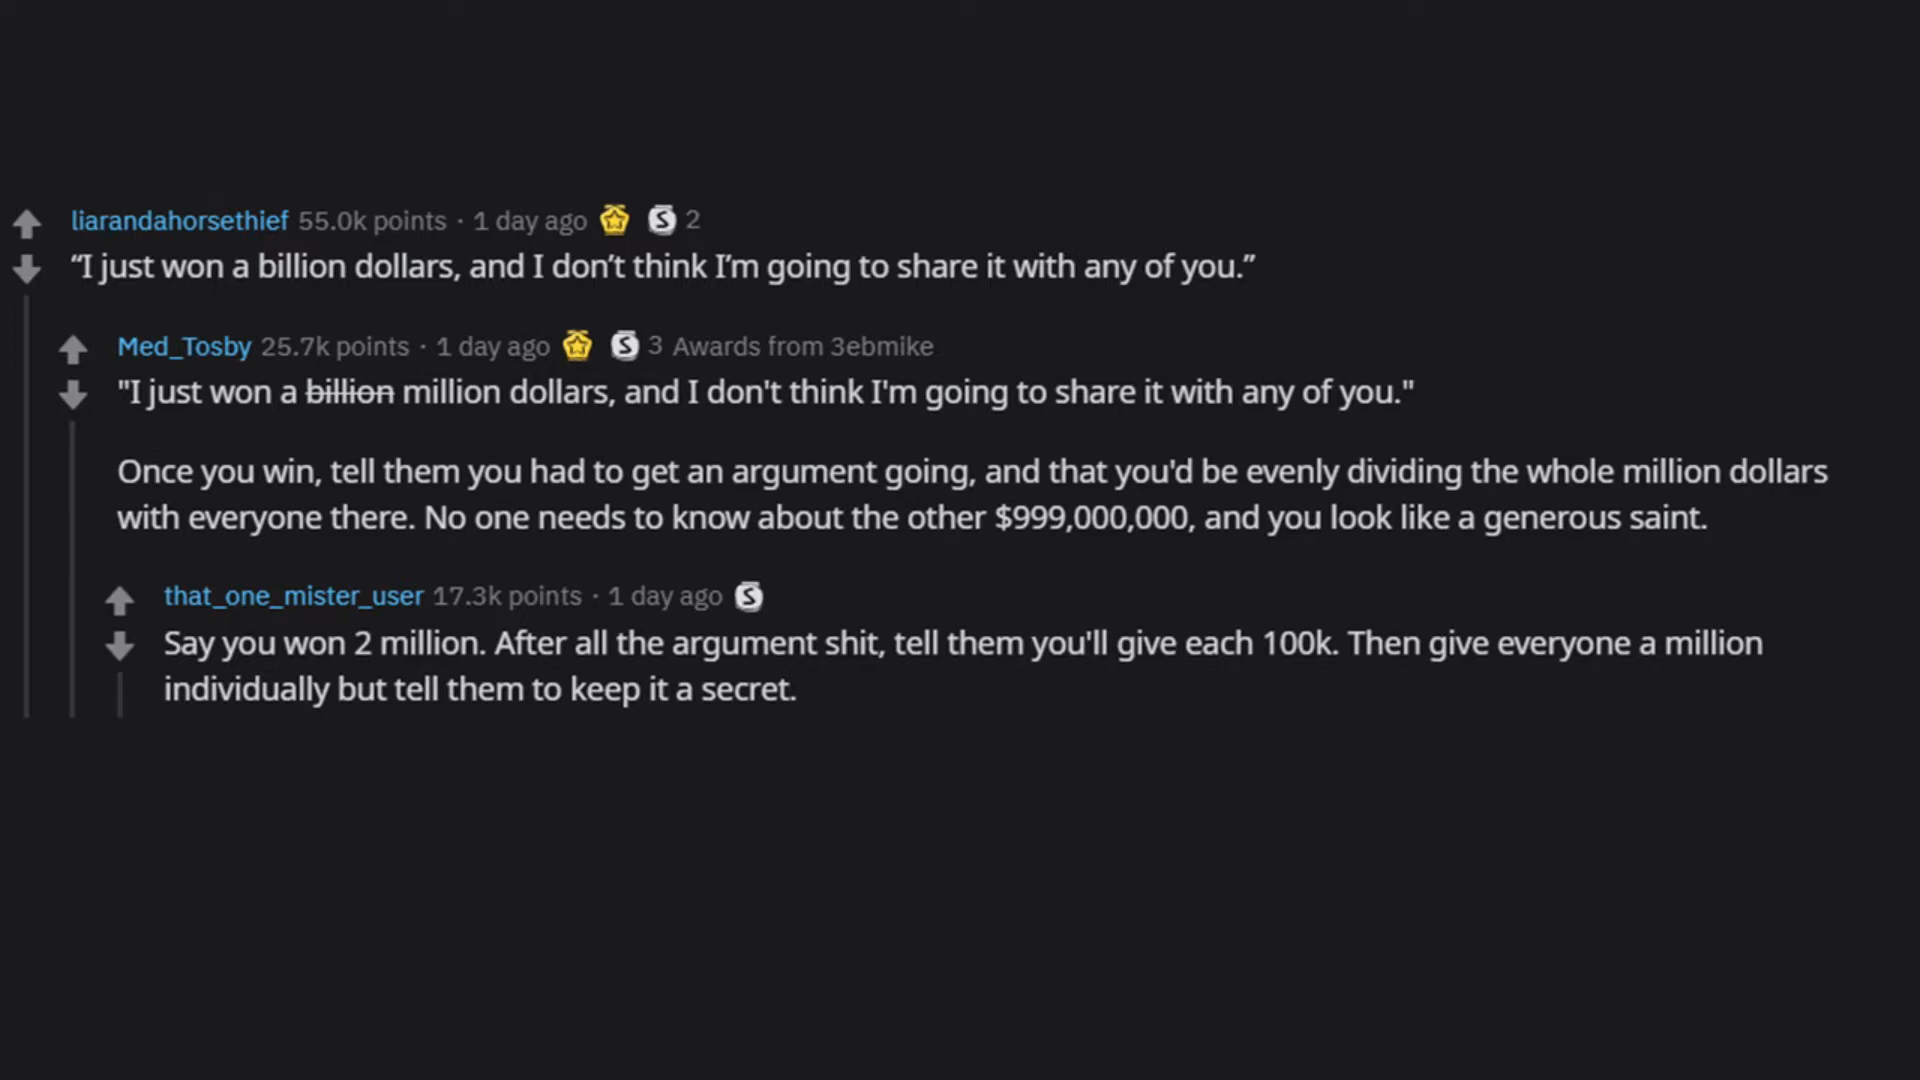 liarandahorsethief 55.0k points · 1 day ago S 2
“I just won a billion dollars, and I don’t think I’m going to share it with any of you.”
Med_Tosby 25.7k points · 1 day ago S 3 Awards from 3ebmike
"I just won a billion million dollars, and I don't think I'm going to share it with any of you."
Once you win, tell them you had to get an argument going, and that you'd be evenly dividing the whole million dollars
with everyone there. No one needs to know about the other $999,000,000, and you look like a generous saint.
that_one_mister_user 17.3k points · 1 day ago S
Say you won 2 million. After all the argument shit, tell them you'll give each 100k. Then give everyone a million
individually but tell them to keep it a secret.